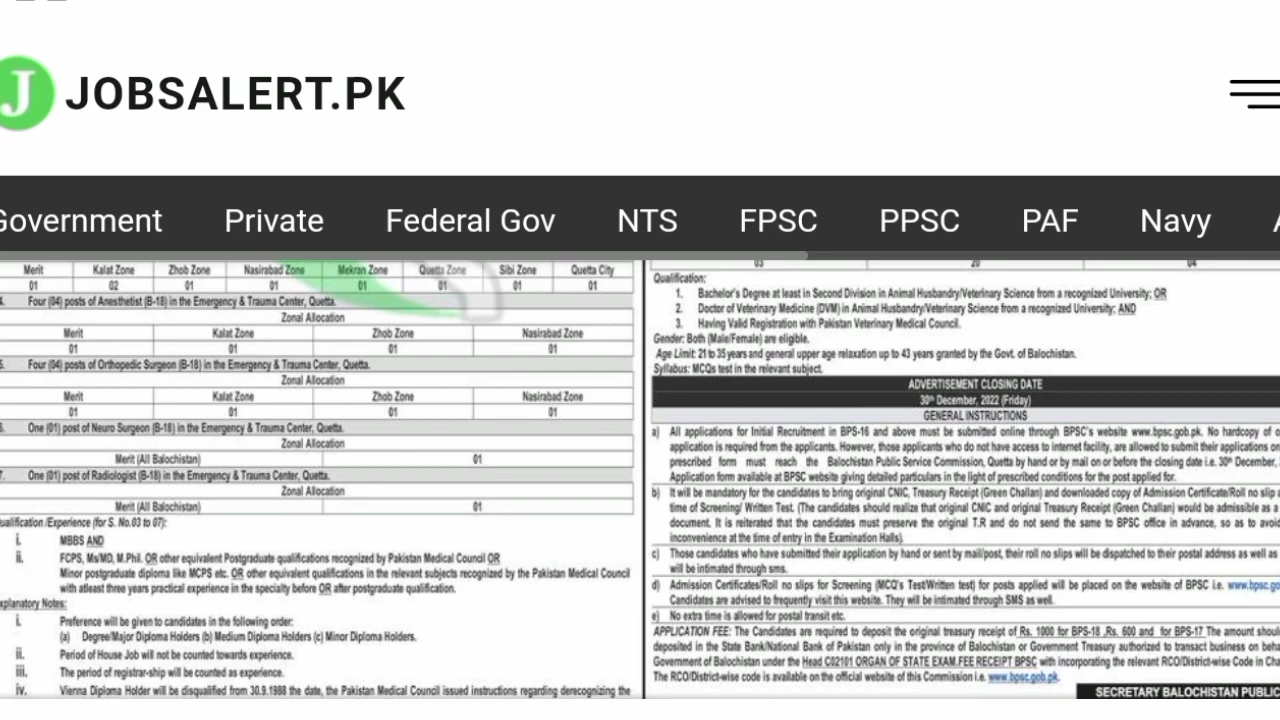 JOBSALERT.PK
Government Private Federal Gov NTS FPSC PPSC PAF Navy
Merit Kalat Zone Zhob Zone Nasirabad Zone Mekran Zone Quetta Zone Sibi Zone Quetta City
01 02 01 01 01 01 01 01
4. Four (04) posts of Anesthetist (B-18) in the Emergency & Trauma Center, Quetta.
Zonal Allocation
Merit Kalat Zone Zhob Zone Nasirabad Zone
01 01 01 01
5. Four (04) posts of Orthopedic Surgeon (B-18) in the Emergency & Trauma Center, Quetta.
Zonal Allocation
Merit Kalat Zone Zhob Zone Nasirabad Zone
01 01 01 01
6. One (01) post of Neuro Surgeon (B-18) in the Emergency & Trauma Center, Quetta.
Zonal Allocation
Merit (All Balochistan) 01
7. One (01) post of Radiologist (B-18) in the Emergency & Trauma Center, Quetta.
Zonal Allocation
Merit (All Balochistan) 01
Qualification /Experience (for S. No.03 to 07):
i. MBBS AND
ii. FCPS, Ms/MD, M.Phil. OR other equivalent Postgraduate qualifications recognized by Pakistan Medical Council OR
Minor postgraduate diploma like MCPS etc. OR other equivalent qualifications in the relevant subjects recognized by the Pakistan Medical Council
with atleast three years practical experience in the specialty before OR after postgraduate qualification.
Explanatory Notes:
i. Preference will be given to candidates in the following order:
(a) Degree/Major Diploma Holders (b) Medium Diploma Holders (c) Minor Diploma Holders.
ii. Period of House Job will not be counted towards experience.
iii. The period of registrar-ship will be counted as experience.
iv. Vienna Diploma Holder will be disqualified from 30.9.1988 the date, the Pakistan Medical Council issued instructions regarding derecognizing the
03 20 04
Qualification:
1. Bachelor's Degree at least in Second Division in Animal Husbandry/Veterinary Science from a recognized University; OR
2. Doctor of Veterinary Medicine (DVM) in Animal Husbandry/Veterinary Science from a recognized University; AND
3. Having Valid Registration with Pakistan Veterinary Medical Council.
Gender: Both (Male/Female) are eligible.
Age Limit: 21 to 35 years and general upper age relaxation up to 43 years granted by the Govt. of Balochistan.
Syllabus: MCQs test in the relevant subject.
ADVERTISEMENT CLOSING DATE
30th December, 2022 (Friday)
GENERAL INSTRUCTIONS
a) All applications for Initial Recruitment in BPS-16 and above must be submitted online through BPSC's website www.bpsc.gob.pk. No hardcopy of
application is required from the applicants. However, those applicants who do not have access to internet facility, are allowed to submit their applications
prescribed form must reach the Balochistan Public Service Commission, Quetta by hand or by mail on or before the closing date i.e. 30th December,
Application form available at BPSC website giving detailed particulars in the light of prescribed conditions for the post applied for.
b) It will be mandatory for the candidates to bring original CNIC, Treasury Receipt (Green Challan) and downloaded copy of Admission Certificate/Roll no slip
time of Screening/ Written Test. (The candidates should realize that original CNIC and original Treasury Receipt (Green Challan) would be admissible as a
document. It is reiterated that the candidates must preserve the original T.R and do not send the same to BPSC office in advance, so as to avoid
inconvenience at the time of entry in the Examination Halls).
c) Those candidates who have submitted their application by hand or sent by mail/post, their roll no slips will be dispatched to their postal address as well as
will be intimated through sms.
d) Admission Certificates/Roll no slips for Screening (MCQ's Test/Written test) for posts applied will be placed on the website of BPSC i.e. www.bpsc.go
Candidates are advised to frequently visit this website. They will be intimated through SMS as well.
e) No extra time is allowed for postal transit etc.
APPLICATION FEE: The Candidates are required to deposit the original treasury receipt of Rs. 1000 for BPS-18 ,Rs. 600 and for BPS-17 The amount
deposited in the State Bank/National Bank of Pakistan only in the province of Balochistan or Government Treasury authorized to transact business on
Government of Balochistan under the Head C02101 ORGAN OF STATE EXAM.FEE RECEIPT BPSC with incorporating the relevant RCO/District-wise Code in
The RCO/District-wise code is available on the official website of this Commission i.e. www.bpsc.gob.pk.
SECRETARY BALOCHISTAN PUBLIC